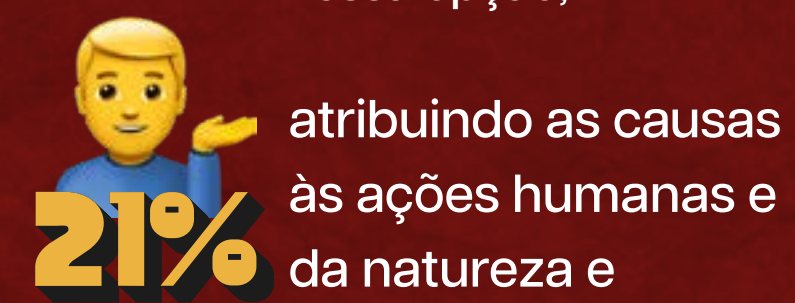 atribuindo as causas
às ações humanas e
21%
da natureza e